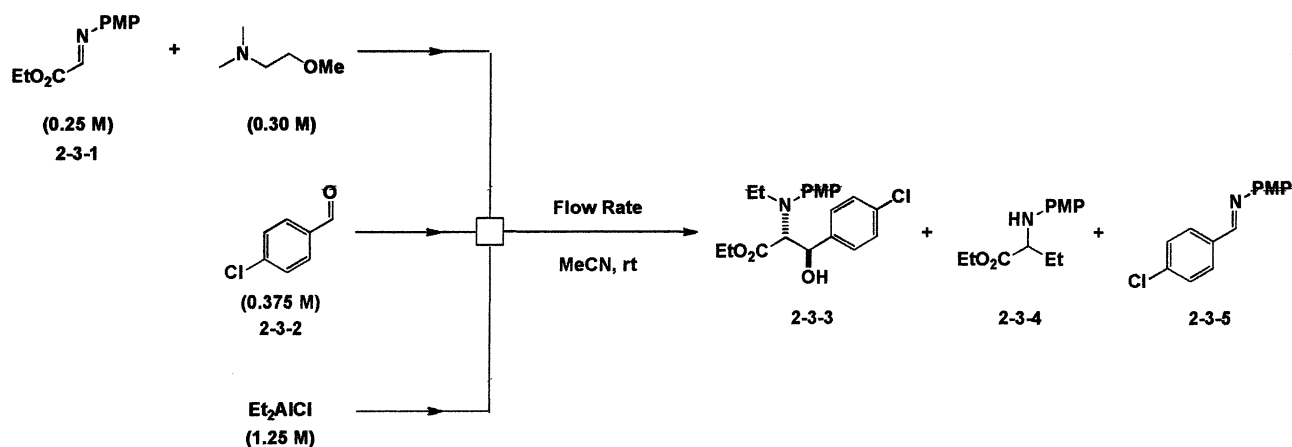 N PMP
EtO₂C
+
N OMe
(0.25 M)
2-3-1
(0.30 M)
O
Cl
(0.375 M)
2-3-2
Et₂AlCl
(1.25 M)
Flow Rate
MeCN, rt
Et N PMP
Cl
EtO₂C
OH
2-3-3
+
HN PMP
EtO₂C Et
2-3-4
+
N PMP
Cl
2-3-5